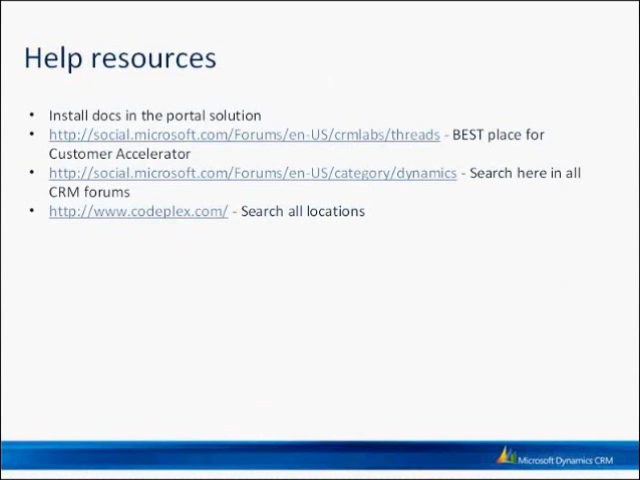 Help resources
• Install docs in the portal solution
• http://social.microsoft.com/Forums/en-US/crmlabs/threads - BEST place for
Customer Accelerator
• http://social.microsoft.com/Forums/en-US/category/dynamics - Search here in all
CRM forums
• http://www.codeplex.com/ - Search all locations
Microsoft Dynamics CRM